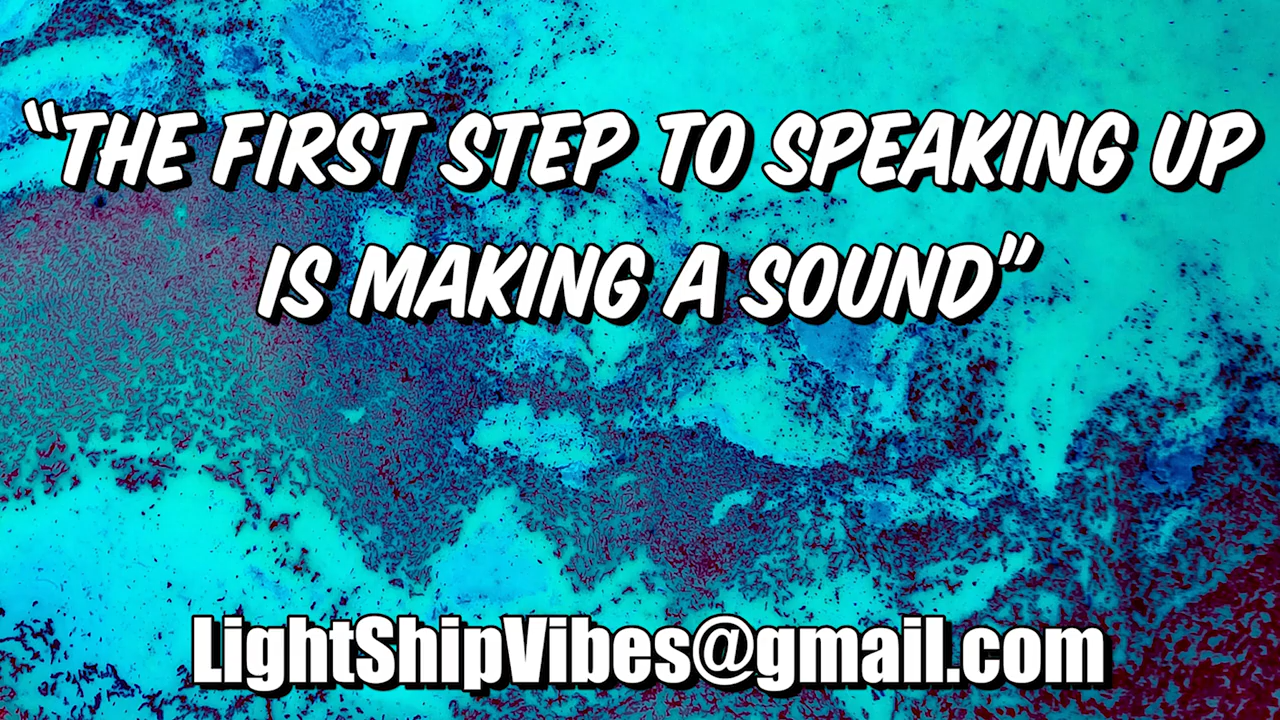 “THE FIRST STEP TO SPEAKING UP
IS MAKING A SOUND”
LightShipVibes@gmail.com